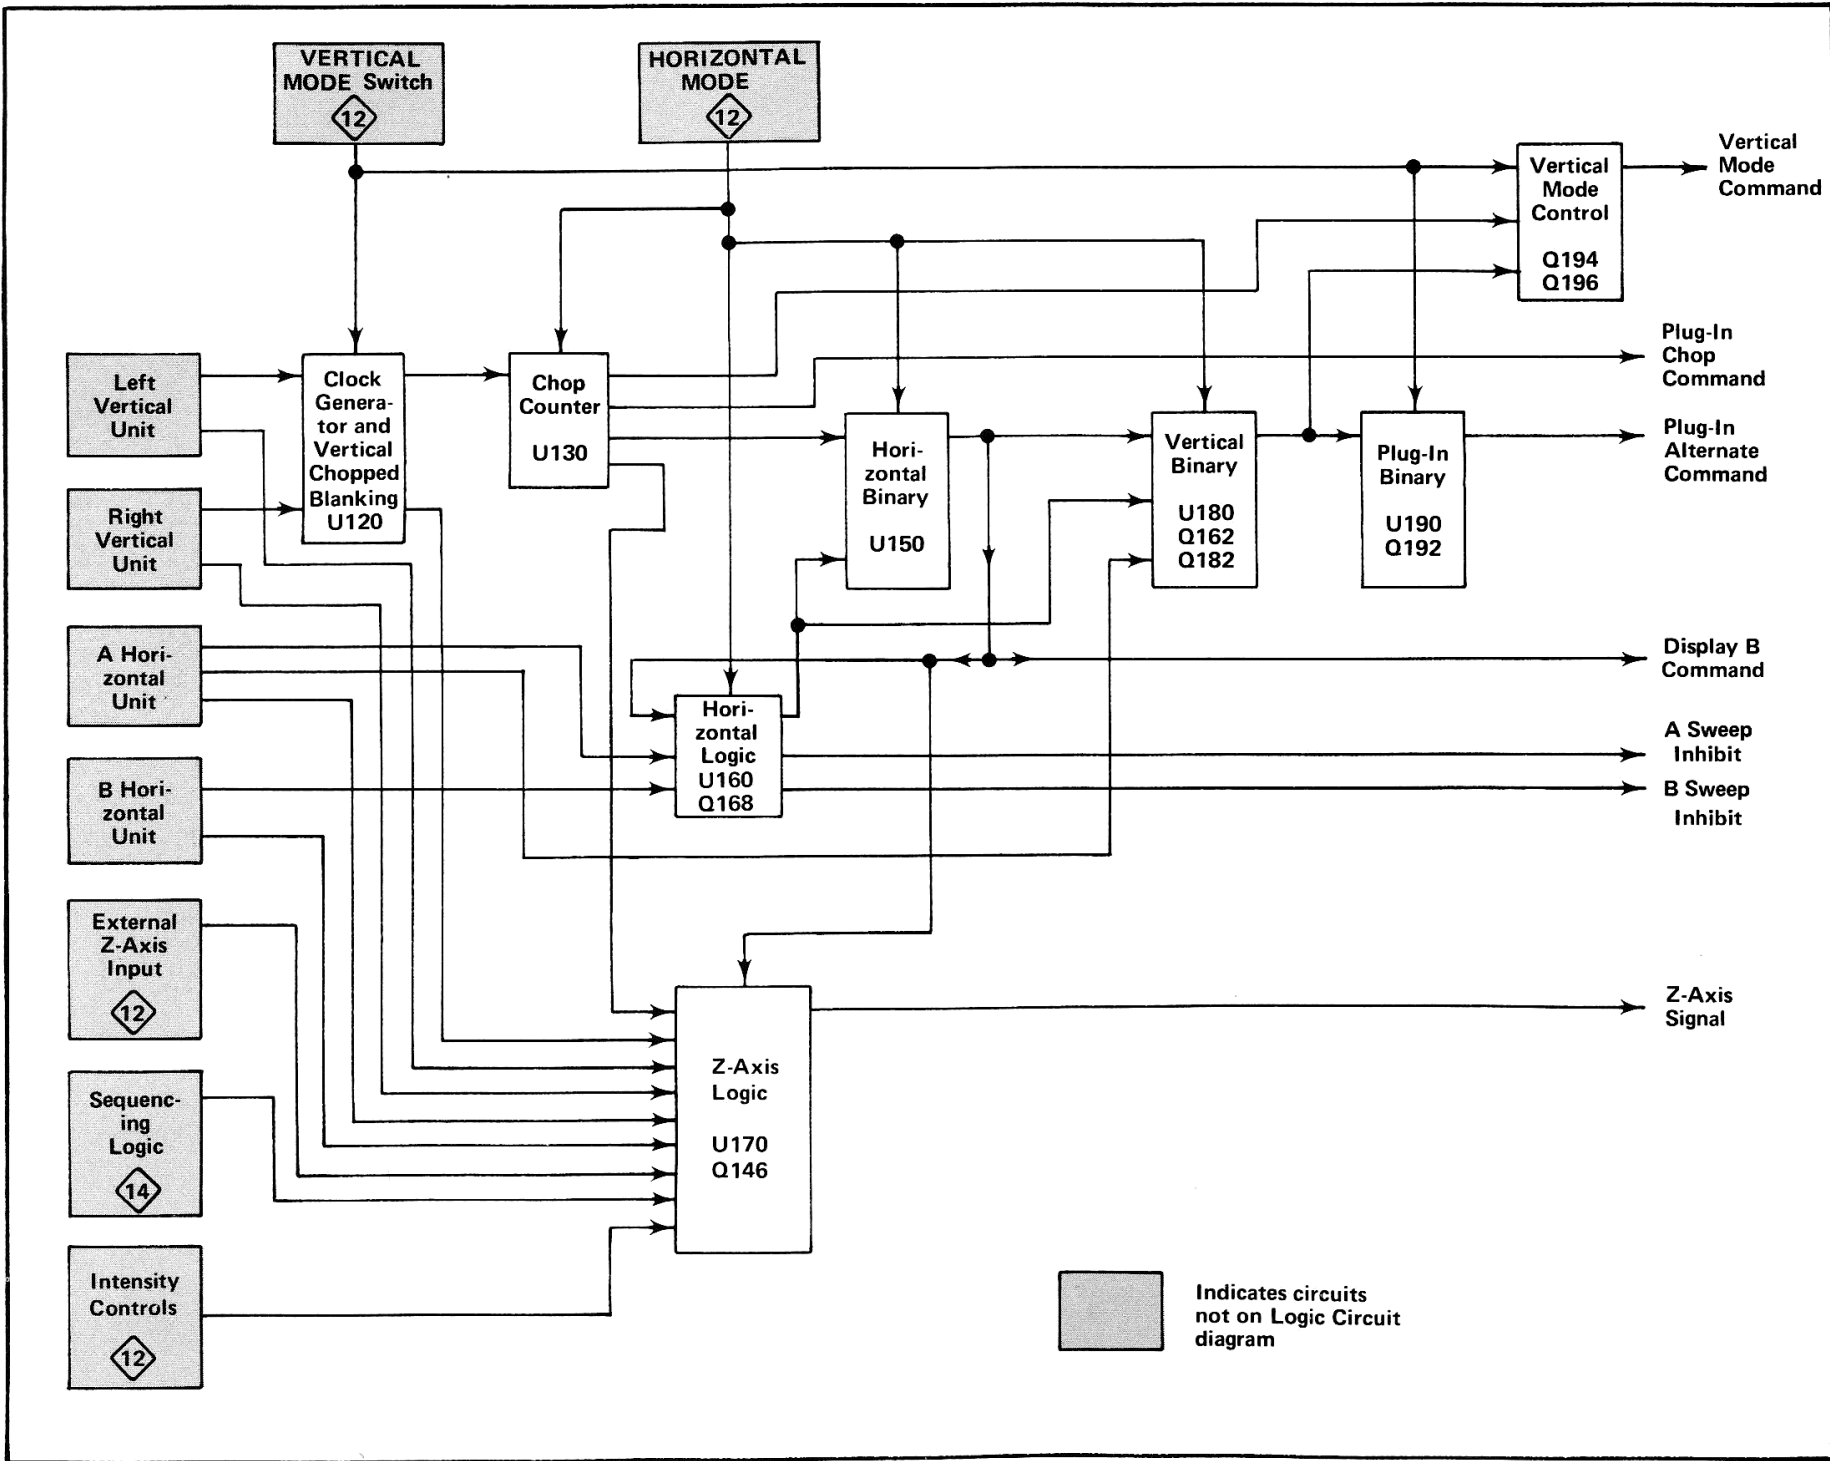 VERTICAL
MODE Switch
12
HORIZONTAL
MODE
12
Vertical
Mode
Control
Q194
Q196
Vertical
Mode
Command
Left
Vertical
Unit
Clock
Genera-
tor and
Vertical
Chopped
Blanking
U120
Chop
Counter
U130
Plug-In
Chop
Command
Hori-
zontal
Binary
U150
Vertical
Binary
U180
Q162
Q182
Plug-In
Binary
U190
Q192
Plug-In
Alternate
Command
Right
Vertical
Unit
A Hori-
zontal
Unit
Display B
Command
Hori-
zontal
Logic
U160
Q168
A Sweep
Inhibit
B Sweep
Inhibit
B Hori-
zontal
Unit
External
Z-Axis
Input
12
Z-Axis
Logic
U170
Q146
Z-Axis
Signal
Sequenc-
ing
Logic
14
Intensity
Controls
12
Indicates circuits
not on Logic Circuit
diagram